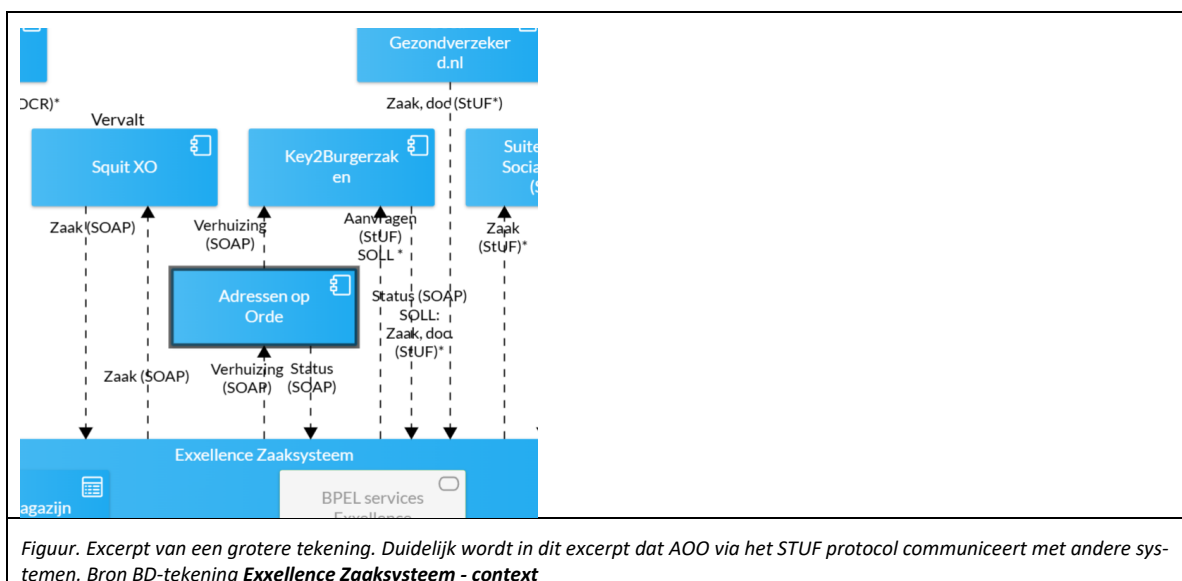 Gezondverzeker
d.nl
OCR)*
Zaak, doc (StUF*)
Vervalt
Squit XO
Key2Burgerzak
en
Suite
Socia
(S
Zaak (SOAP)
Verhuizing
(SOAP)
Aanvragen
(StUF)
SOLL *
Zaak
(StUF)*
Adressen op
Orde
Status (SOAP)
SOLL:
Zaak, doc
(StUF)*
Zaak (SOAP)
Verhuizing
(SOAP)
Status
(SOAP)
Exxellence Zaaksysteem
agazijn
BPEL services
Exxellence
Figuur. Excerpt van een grotere tekening. Duidelijk wordt in dit excerpt dat AOO via het STUF protocol communiceert met andere sys-
temen. Bron BD-tekening Exxellence Zaaksysteem - context